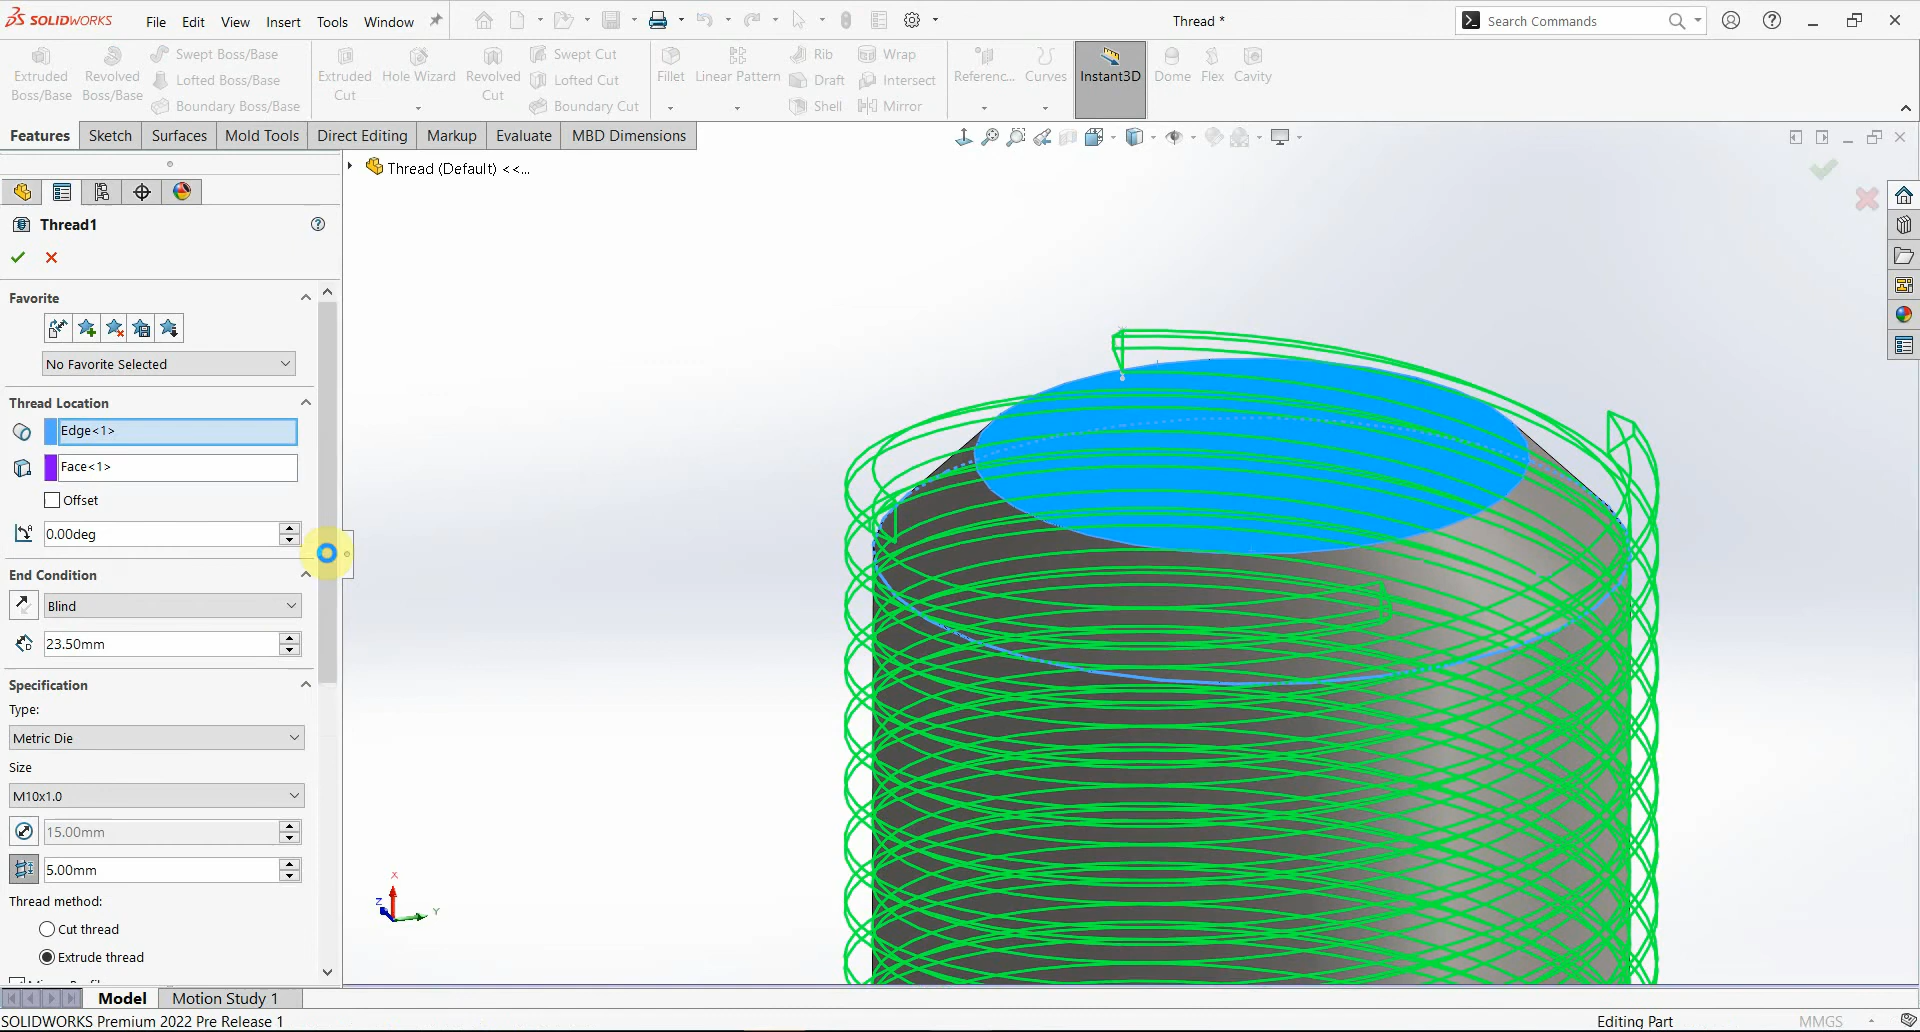 SOLIDWORKS File Edit View Insert Tools Window Thread * Search Commands
Extruded Boss/Base
Revolved Boss/Base
Swept Boss/Base
Lofted Boss/Base
Boundary Boss/Base
Extruded Cut
Hole Wizard
Revolved Cut
Swept Cut
Lofted Cut
Boundary Cut
Fillet
Linear Pattern
Rib
Draft
Shell
Wrap
Intersect
Mirror
Referenc...
Curves
Instant3D
Dome
Flex
Cavity
Features Sketch Surfaces Mold Tools Direct Editing Markup Evaluate MBD Dimensions
Thread (Default) <<...
Thread1
Favorite
No Favorite Selected
Thread Location
Edge<1>
Face<1>
Offset
0.00deg
End Condition
Blind
23.50mm
Specification
Type:
Metric Die
Size
M10x1.0
15.00mm
5.00mm
Thread method:
Cut thread
Extrude thread
X
Z
Y
Model Motion Study 1
SOLIDWORKS Premium 2022 Pre Release 1 Editing Part MMGS